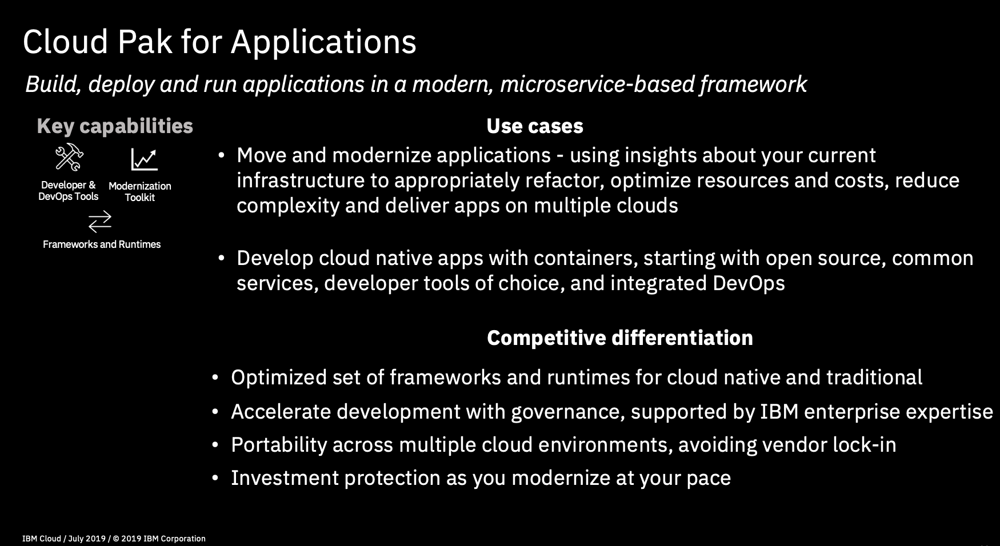 Cloud Pak for Applications
Build, deploy and run applications in a modern, microservice-based framework
Key capabilities
Developer &
DevOps Tools
Modernization
Toolkit
Frameworks and Runtimes
Use cases
• Move and modernize applications - using insights about your current
infrastructure to appropriately refactor, optimize resources and costs, reduce
complexity and deliver apps on multiple clouds
• Develop cloud native apps with containers, starting with open source, common
services, developer tools of choice, and integrated DevOps
Competitive differentiation
• Optimized set of frameworks and runtimes for cloud native and traditional
• Accelerate development with governance, supported by IBM enterprise expertise
• Portability across multiple cloud environments, avoiding vendor lock-in
• Investment protection as you modernize at your pace
IBM Cloud / July 2019 / © 2019 IBM Corporation